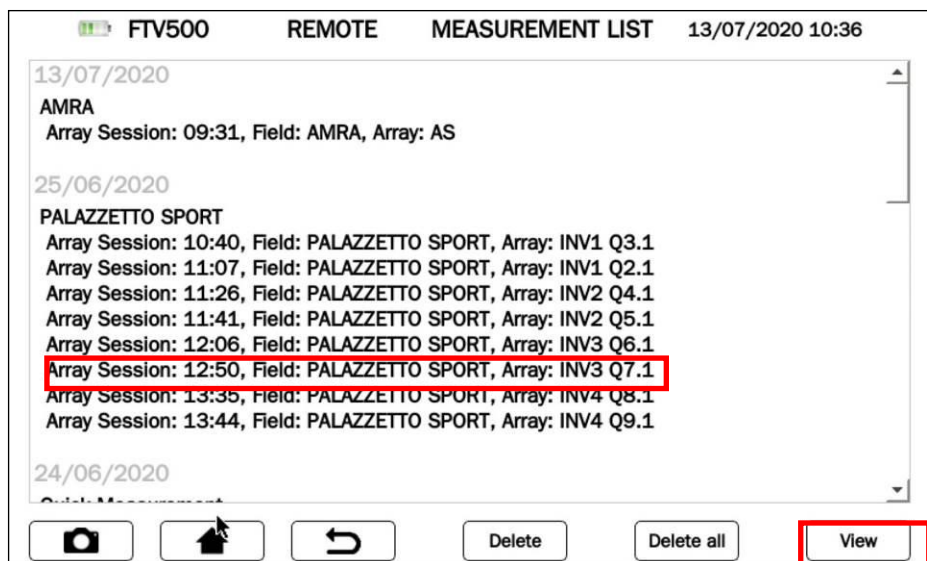 FTV500 REMOTE MEASUREMENT LIST 13/07/2020 10:36
13/07/2020
AMRA
Array Session: 09:31, Field: AMRA, Array: AS
25/06/2020
PALAZZETTO SPORT
Array Session: 10:40, Field: PALAZZETTO SPORT, Array: INV1 Q3.1
Array Session: 11:07, Field: PALAZZETTO SPORT, Array: INV1 Q2.1
Array Session: 11:26, Field: PALAZZETTO SPORT, Array: INV2 Q4.1
Array Session: 11:41, Field: PALAZZETTO SPORT, Array: INV2 Q5.1
Array Session: 12:06, Field: PALAZZETTO SPORT, Array: INV3 Q6.1
Array Session: 12:50, Field: PALAZZETTO SPORT, Array: INV3 Q7.1
Array Session: 13:35, Field: PALAZZETTO SPORT, Array: INV4 Q8.1
Array Session: 13:44, Field: PALAZZETTO SPORT, Array: INV4 Q9.1
24/06/2020
Quick Measurement
Delete Delete all View